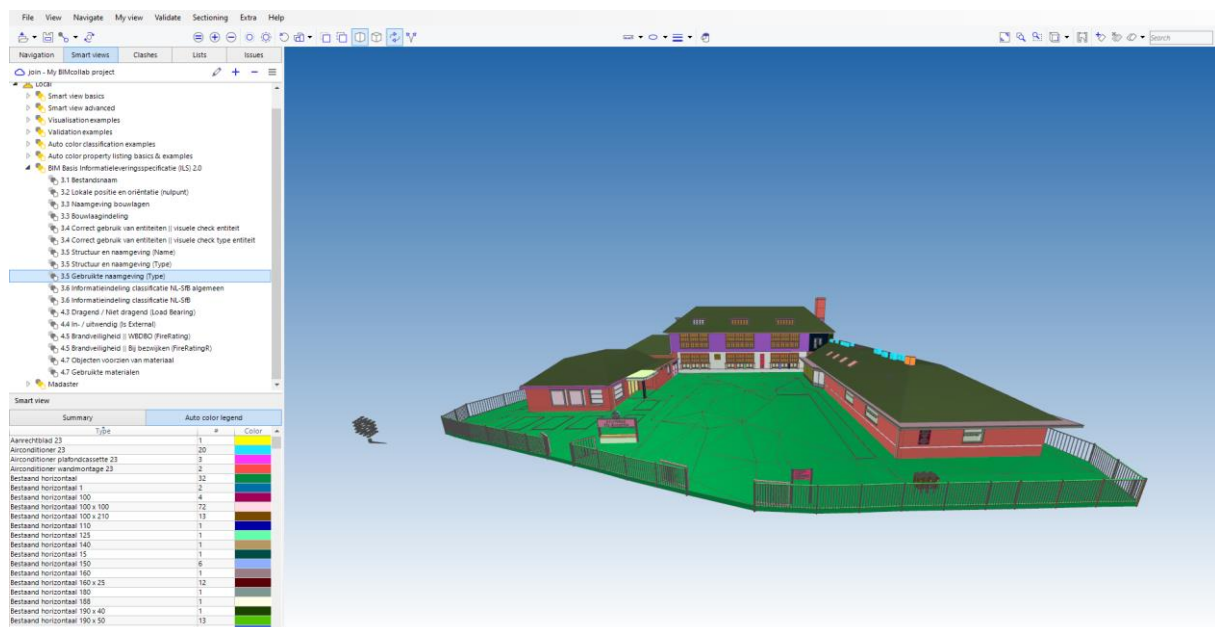 File View Navigate My view Validate Sectioning Extra Help
Search
Navigation Smart views Clashes Lists Issues
join - My BIMcollab project
Local
Smart view basics
Smart view advanced
Visualisation examples
Validation examples
Auto color classification examples
Auto color property listing basics & examples
BIM Basis Informatieleveringsspecificatie (ILS) 2.0
3.1 Bestandsnaam
3.2 Lokale positie en oriëntatie (nulpunt)
3.3 Naamgeving bouwlagen
3.3 Bouwlaagindeling
3.4 Correct gebruik van entiteiten || visuele check entiteit
3.4 Correct gebruik van entiteiten || visuele check type entiteit
3.5 Structuur en naamgeving (Name)
3.5 Structuur en naamgeving (Type)
3.5 Gebruikte naamgeving (Type)
3.6 Informatieindeling classificatie NL-SfB algemeen
3.6 Informatieindeling classificatie NL-SfB
4.3 Dragend / Niet dragend (Load Bearing)
4.4 In- / uitwendig (Is External)
4.5 Brandveiligheid || WBDBO (FireRating)
4.5 Brandveiligheid || Bij bezwijken (FireRatingR)
4.7 Objecten voorzien van materiaal
4.7 Gebruikte materialen
Madaster
Smart view
Summary Auto color legend
Type # Color
Aanrechtblad 23 1
Airconditioner 23 20
Airconditioner plafondcassette 23 3
Airconditioner wandmontage 23 2
Bestaand horizontaal 32
Bestaand horizontaal 1 2
Bestaand horizontaal 100 4
Bestaand horizontaal 100 x 100 72
Bestaand horizontaal 100 x 210 13
Bestaand horizontaal 110 1
Bestaand horizontaal 125 1
Bestaand horizontaal 140 1
Bestaand horizontaal 15 1
Bestaand horizontaal 150 6
Bestaand horizontaal 160 1
Bestaand horizontaal 160 x 25 12
Bestaand horizontaal 180 1
Bestaand horizontaal 188 1
Bestaand horizontaal 190 x 40 1
Bestaand horizontaal 190 x 50 13